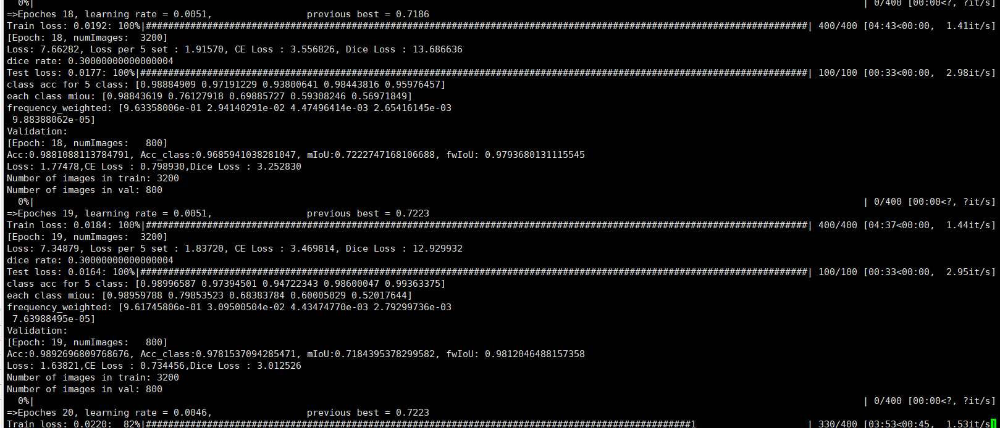 0%| | 0/400 [00:00<?, ?it/s]
=>Epoches 18, learning rate = 0.0051, previous best = 0.7186
Train loss: 0.0192: 100%|#######################################################################################################################| 400/400 [04:43<00:00, 1.41it/s]
[Epoch: 18, numImages: 3200]
Loss: 7.66282, Loss per 5 set : 1.91570, CE Loss : 3.556826, Dice Loss : 13.686636
dice rate: 0.30000000000000004
Test loss: 0.0177: 100%|########################################################################################################################| 100/100 [00:33<00:00, 2.98it/s]
class acc for 5 class: [0.98884909 0.97191229 0.93800641 0.98443816 0.95976457]
each class miou: [0.98843619 0.76127918 0.69885727 0.59308246 0.56971849]
frequency_weighted: [9.63358006e-01 2.94140291e-02 4.47496414e-03 2.65416145e-03
9.88388062e-05]
Validation:
[Epoch: 18, numImages: 800]
Acc:0.9881088113784791, Acc_class:0.9685941038281047, mIoU:0.7222747168106688, fwIoU: 0.9793680131115545
Loss: 1.77478,CE Loss : 0.798930,Dice Loss : 3.252830
Number of images in train: 3200
Number of images in val: 800
0%| | 0/400 [00:00<?, ?it/s]
=>Epoches 19, learning rate = 0.0051, previous best = 0.7223
Train loss: 0.0184: 100%|#######################################################################################################################| 400/400 [04:37<00:00, 1.44it/s]
[Epoch: 19, numImages: 3200]
Loss: 7.34879, Loss per 5 set : 1.83720, CE Loss : 3.469814, Dice Loss : 12.929932
dice rate: 0.30000000000000004
Test loss: 0.0164: 100%|########################################################################################################################| 100/100 [00:33<00:00, 2.95it/s]
class acc for 5 class: [0.98996587 0.97394501 0.94722343 0.98600047 0.99363375]
each class miou: [0.98959788 0.79853523 0.68383784 0.60005029 0.52017644]
frequency_weighted: [9.61745806e-01 3.09500504e-02 4.43474770e-03 2.79299736e-03
7.63988495e-05]
Validation:
[Epoch: 19, numImages: 800]
Acc:0.9892696809768676, Acc_class:0.9781537094285471, mIoU:0.7184395378299582, fwIoU: 0.9812046488157358
Loss: 1.63821,CE Loss : 0.734456,Dice Loss : 3.012526
Number of images in train: 3200
Number of images in val: 800
0%| | 0/400 [00:00<?, ?it/s]
=>Epoches 20, learning rate = 0.0046, previous best = 0.7223
Train loss: 0.0220: 82%|##################################################################################################1 | 330/400 [03:53<00:45, 1.53it/s]